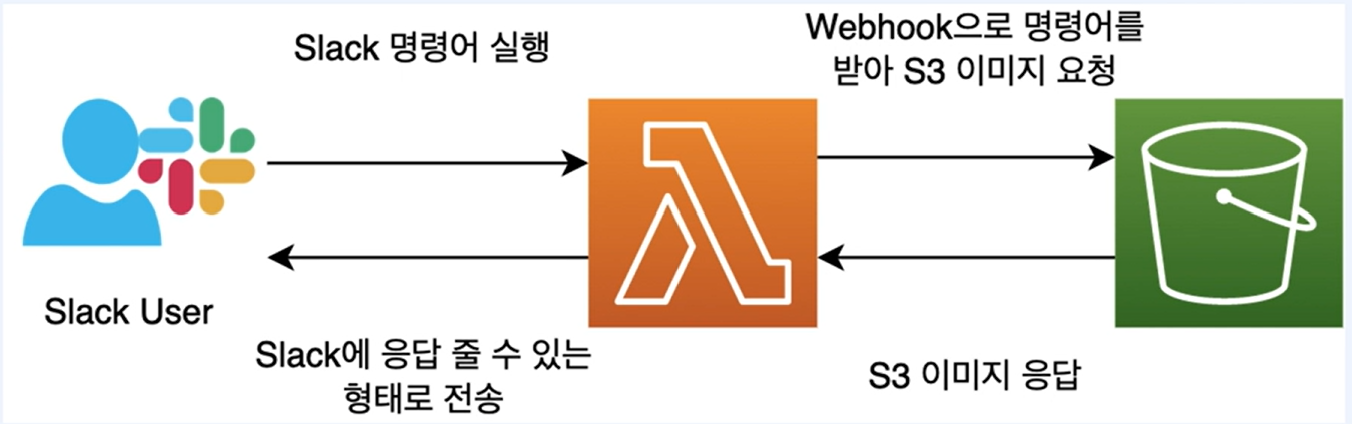 Slack 명령어 실행
Webhook으로 명령어를
받아 S3 이미지 요청
Slack User
Slack에 응답 줄 수 있는
형태로 전송
S3 이미지 응답